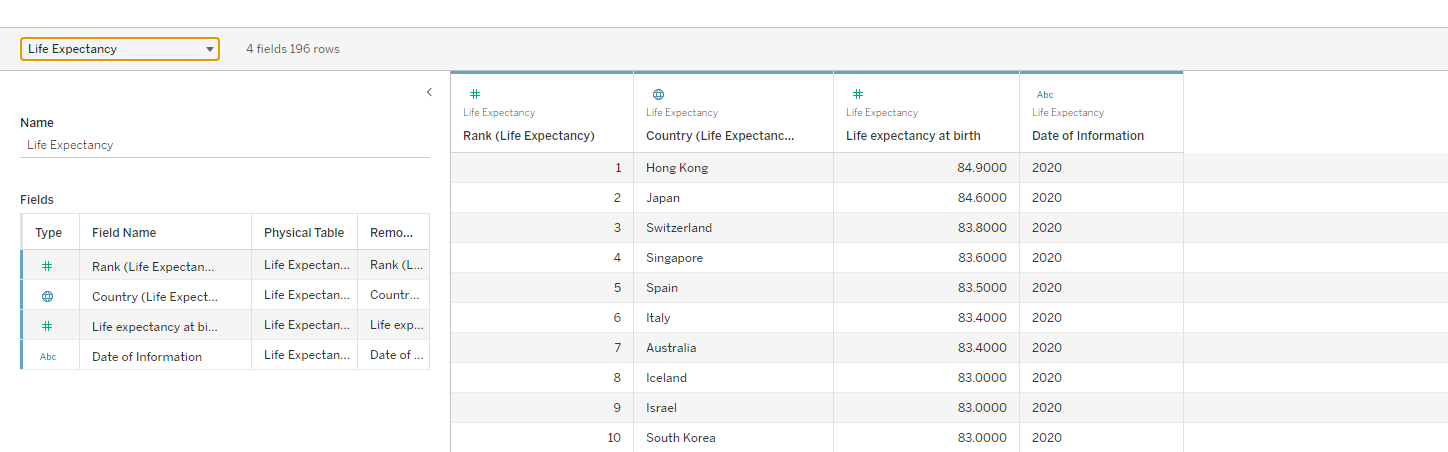 Life Expectancy 4 fields 196 rows
Name
Life Expectancy
Fields
Type Field Name Physical Table Remo...
# Rank (Life Expectan... Life Expectan... Rank (L...
Country (Life Expect... Life Expectan... Countr...
# Life expectancy at bi... Life Expectan... Life exp...
Abc Date of Information Life Expectan... Date of ...
# # Abc
Life Expectancy Life Expectancy Life Expectancy Life Expectancy
Rank (Life Expectancy) Country (Life Expectanc... Life expectancy at birth Date of Information
1 Hong Kong 84.9000 2020
2 Japan 84.6000 2020
3 Switzerland 83.8000 2020
4 Singapore 83.6000 2020
5 Spain 83.5000 2020
6 Italy 83.4000 2020
7 Australia 83.4000 2020
8 Iceland 83.0000 2020
9 Israel 83.0000 2020
10 South Korea 83.0000 2020